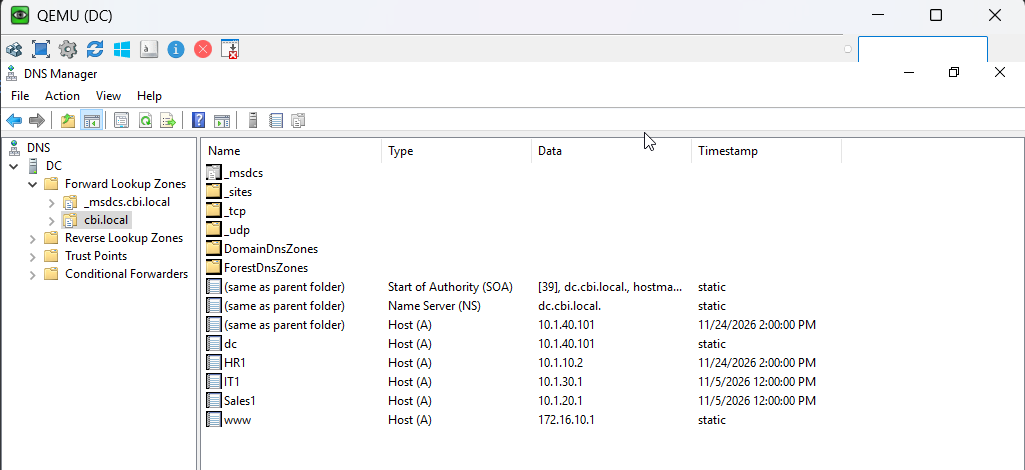 QEMU (DC)
DNS Manager
File Action View Help
DNS
DC
Forward Lookup Zones
_msdcs.cbi.local
cbi.local
Reverse Lookup Zones
Trust Points
Conditional Forwarders
Name Type Data Timestamp
_msdcs
_sites
_tcp
_udp
DomainDnsZones
ForestDnsZones
(same as parent folder) Start of Authority (SOA) [39], dc.cbi.local., hostma... static
(same as parent folder) Name Server (NS) dc.cbi.local. static
(same as parent folder) Host (A) 10.1.40.101 11/24/2026 2:00:00 PM
dc Host (A) 10.1.40.101 static
HR1 Host (A) 10.1.10.2 11/24/2026 2:00:00 PM
IT1 Host (A) 10.1.30.1 11/5/2026 12:00:00 PM
Sales1 Host (A) 10.1.20.1 11/5/2026 12:00:00 PM
www Host (A) 172.16.10.1 static